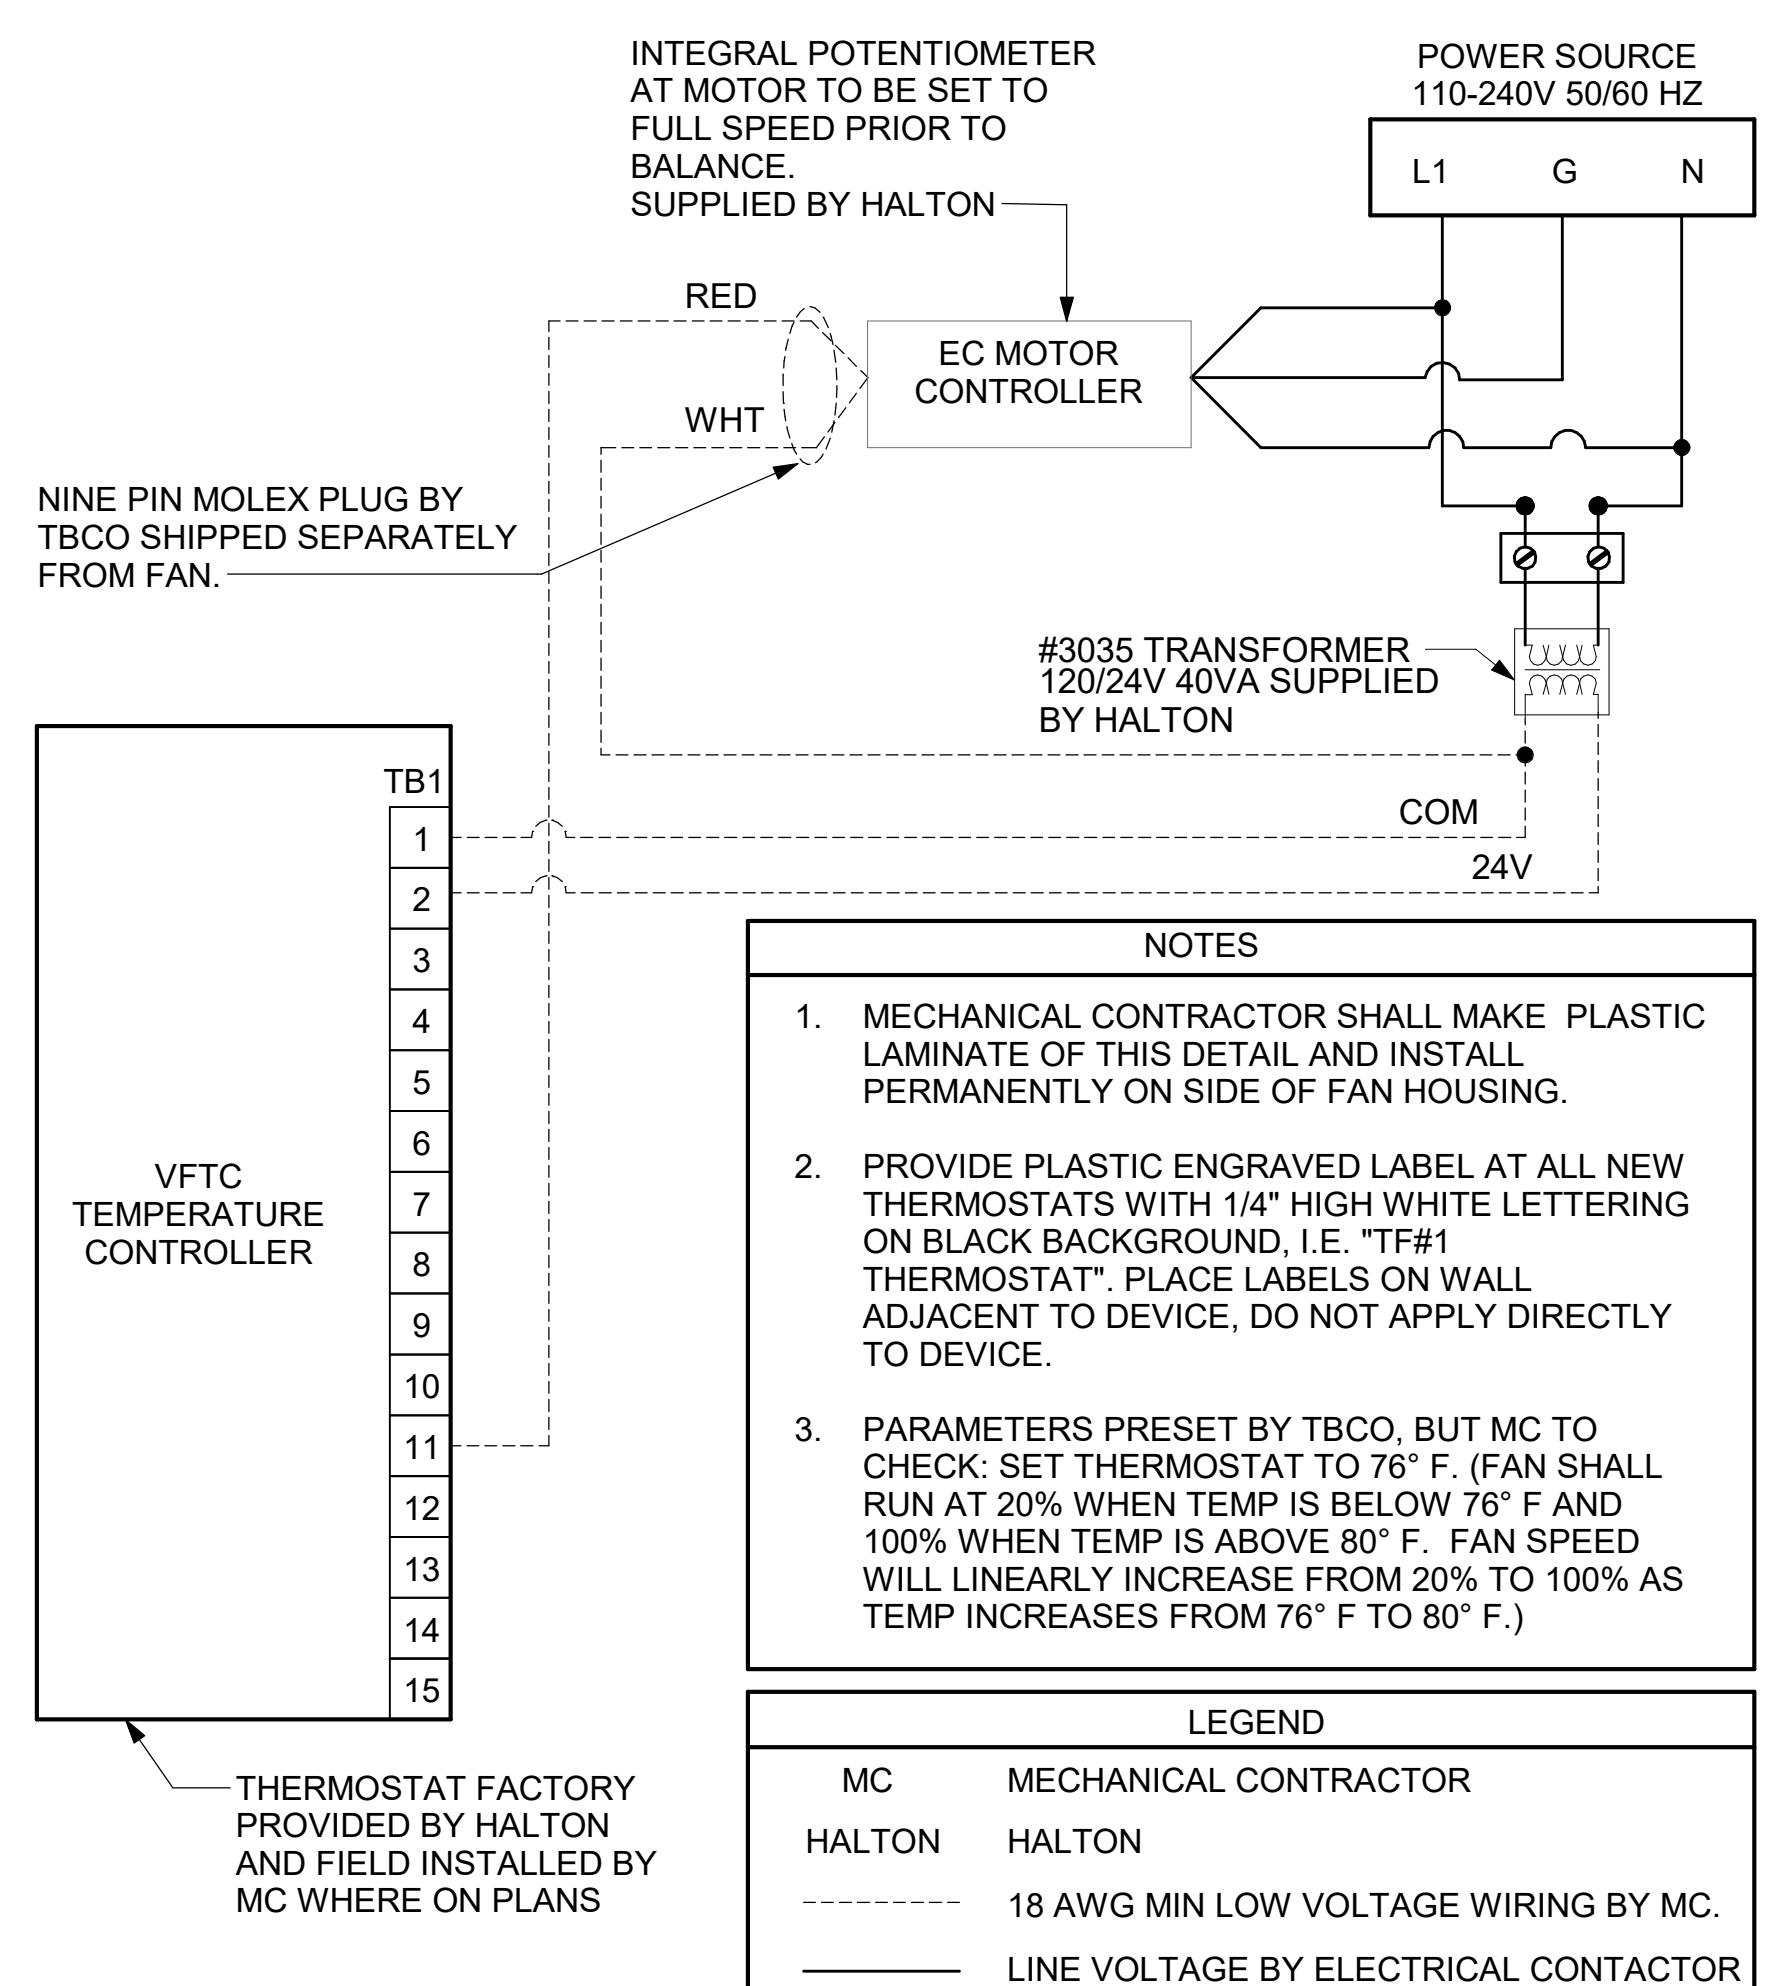 INTEGRAL POTENTIOMETER
AT MOTOR TO BE SET TO
FULL SPEED PRIOR TO
BALANCE.
SUPPLIED BY HALTON
POWER SOURCE
110-240V 50/60 HZ
L1 G N
RED
EC MOTOR
CONTROLLER
WHT
NINE PIN MOLEX PLUG BY
TBCO SHIPPED SEPARATELY
FROM FAN.
#3035 TRANSFORMER
120/24V 40VA SUPPLIED
BY HALTON
COM
24V
TB1
1
2
3
4
5
6
7
8
9
10
11
12
13
14
15
VFTC
TEMPERATURE
CONTROLLER
THERMOSTAT FACTORY
PROVIDED BY HALTON
AND FIELD INSTALLED BY
MC WHERE ON PLANS
NOTES
1. MECHANICAL CONTRACTOR SHALL MAKE PLASTIC
LAMINATE OF THIS DETAIL AND INSTALL
PERMANENTLY ON SIDE OF FAN HOUSING.
2. PROVIDE PLASTIC ENGRAVED LABEL AT ALL NEW
THERMOSTATS WITH 1/4" HIGH WHITE LETTERING
ON BLACK BACKGROUND, I.E. "TF#1
THERMOSTAT". PLACE LABELS ON WALL
ADJACENT TO DEVICE, DO NOT APPLY DIRECTLY
TO DEVICE.
3. PARAMETERS PRESET BY TBCO, BUT MC TO
CHECK: SET THERMOSTAT TO 76° F. (FAN SHALL
RUN AT 20% WHEN TEMP IS BELOW 76° F AND
100% WHEN TEMP IS ABOVE 80° F. FAN SPEED
WILL LINEARLY INCREASE FROM 20% TO 100% AS
TEMP INCREASES FROM 76° F TO 80° F.)
LEGEND
MC MECHANICAL CONTRACTOR
HALTON HALTON
18 AWG MIN LOW VOLTAGE WIRING BY MC.
LINE VOLTAGE BY ELECTRICAL CONTACTOR